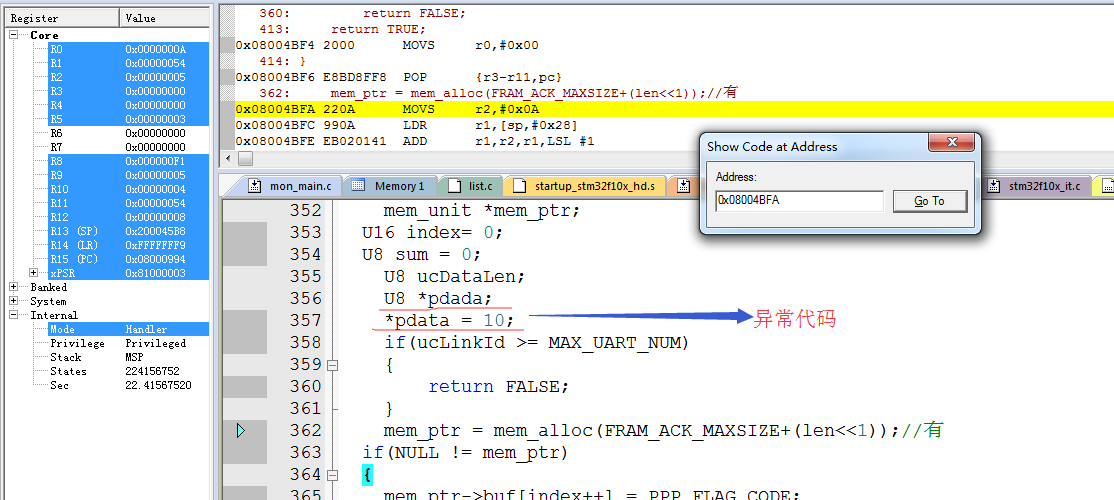 Register Value
Core
R0 0x0000000A
R1 0x00000054
R2 0x00000005
R3 0x00000000
R4 0x00000000
R5 0x00000003
R6 0x00000000
R7 0x00000000
R8 0x000000F1
R9 0x00000005
R10 0x00000004
R11 0x00000054
R12 0x00000008
R13 (SP) 0x200045B8
R14 (LR) 0xFFFFFFF9
R15 (PC) 0x08000994
xPSR 0x81000003
Banked
System
Internal
Mode Handler
Privilege Privileged
Stack MSP
States 224156752
Sec 22.41567520
360: return FALSE;
413: return TRUE;
0x08004BF4 2000 MOVS r0,#0x00
414: }
0x08004BF6 E8BD8FF8 POP {r3-r11,pc}
362: mem_ptr = mem_alloc(FRAM_ACK_MAXSIZE+(len<<1));//有
0x08004BFA 220A MOVS r2,#0x0A
0x08004BFC 990A LDR r1,[sp,#0x28]
0x08004BFE EB020141 ADD r1,r2,r1,LSL #1
Show Code at Address
Address:
0x08004BFA
Go To
mon_main.c Memory 1 list.c startup_stm32f10x_hd.s stm32f10x_it.c
352 mem_unit *mem_ptr;
353 U16 index= 0;
354 U8 sum = 0;
355 U8 ucDataLen;
356 U8 *pdada;
357 *pdata = 10; 异常代码
358 if(ucLinkId >= MAX_UART_NUM)
359 {
360 return FALSE;
361 }
362 mem_ptr = mem_alloc(FRAM_ACK_MAXSIZE+(len<<1));//有
363 if(NULL != mem_ptr)
364 {
365 mem_ptr->buf[index++] = PPP_FLAG_CODE;